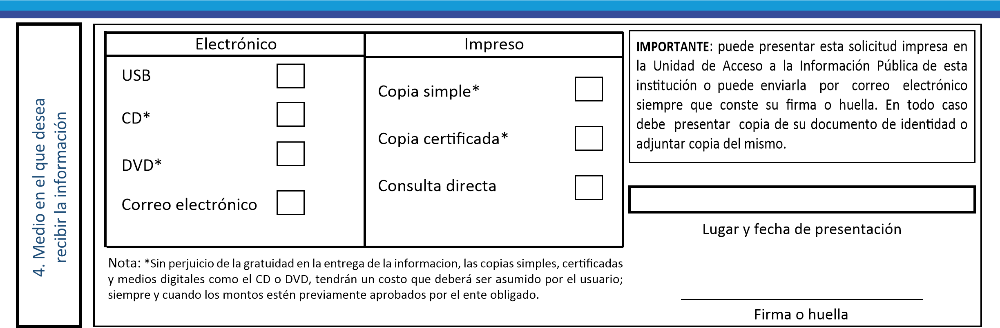 4. Medio en el que desea
recibir la información
Electrónico
USB
CD*
DVD*
Correo electrónico
Impreso
Copia simple*
Copia certificada*
Consulta directa
Nota: *Sin perjuicio de la gratuidad en la entrega de la informacion, las copias simples, certificadas
y medios digitales como el CD o DVD, tendrán un costo que deberá ser asumido por el usuario;
siempre y cuando los montos estén previamente aprobados por el ente obligado.
IMPORTANTE: puede presentar esta solicitud impresa en
la Unidad de Acceso a la Información Pública de esta
institución o puede enviarla por correo electrónico
siempre que conste su firma o huella. En todo caso
debe presentar copia de su documento de identidad o
adjuntar copia del mismo.
Lugar y fecha de presentación
Firma o huella